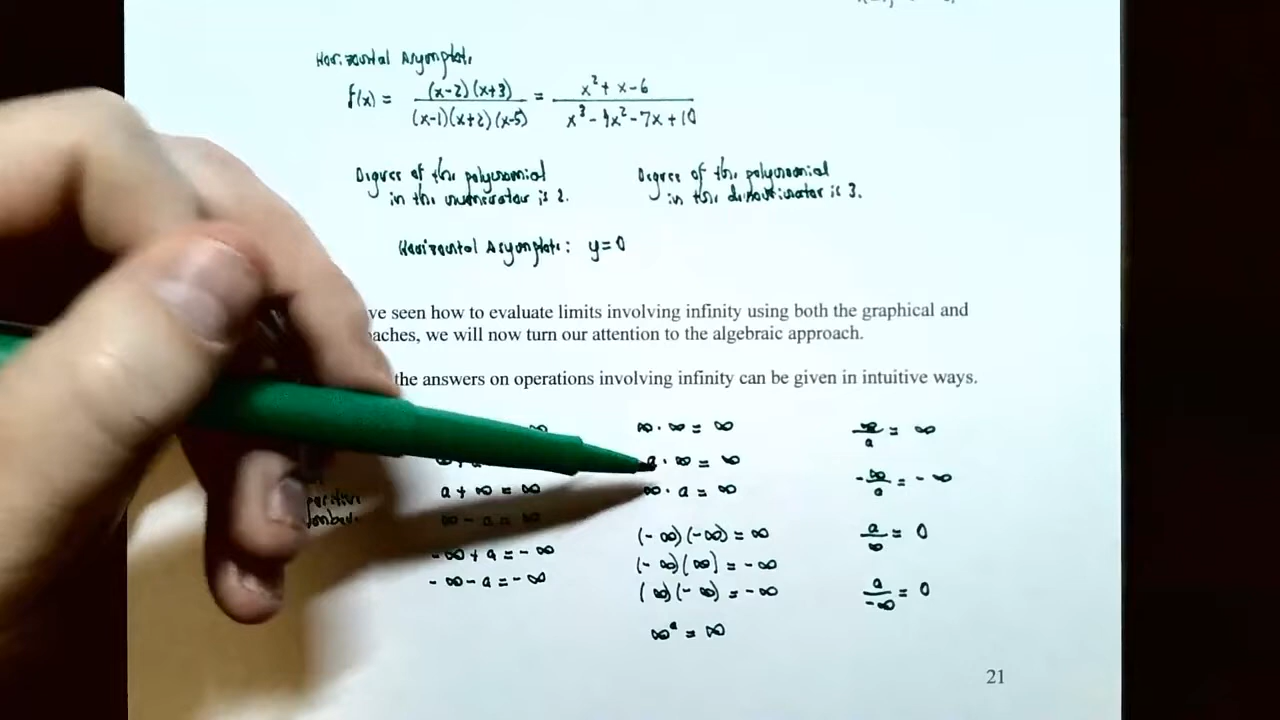 Horizontal Asymptote
f(x) = (x-2)(x+3) / (x-1)(x+2)(x-5) = x²+x-6 / x³-4x²-7x+10
Degree of the polynomial
in the numerator is 2.
Degree of the polynomial
in the denominator is 3.
Horizontal Asymptote: y=0
ve seen how to evaluate limits involving infinity using both the graphical and
aches, we will now turn our attention to the algebraic approach.
the answers on operations involving infinity can be given in intuitive ways.
positive
number
∞
a + ∞ = ∞
∞ - a = ∞
-∞ + a = -∞
-∞ - a = -∞
∞ · ∞ = ∞
a · ∞ = ∞
∞ · a = ∞
(-∞)(-∞) = ∞
(-∞)(∞) = -∞
(∞)(-∞) = -∞
∞ᵃ = ∞
∞/a = ∞
-∞/a = -∞
a/∞ = 0
a/-∞ = 0
21